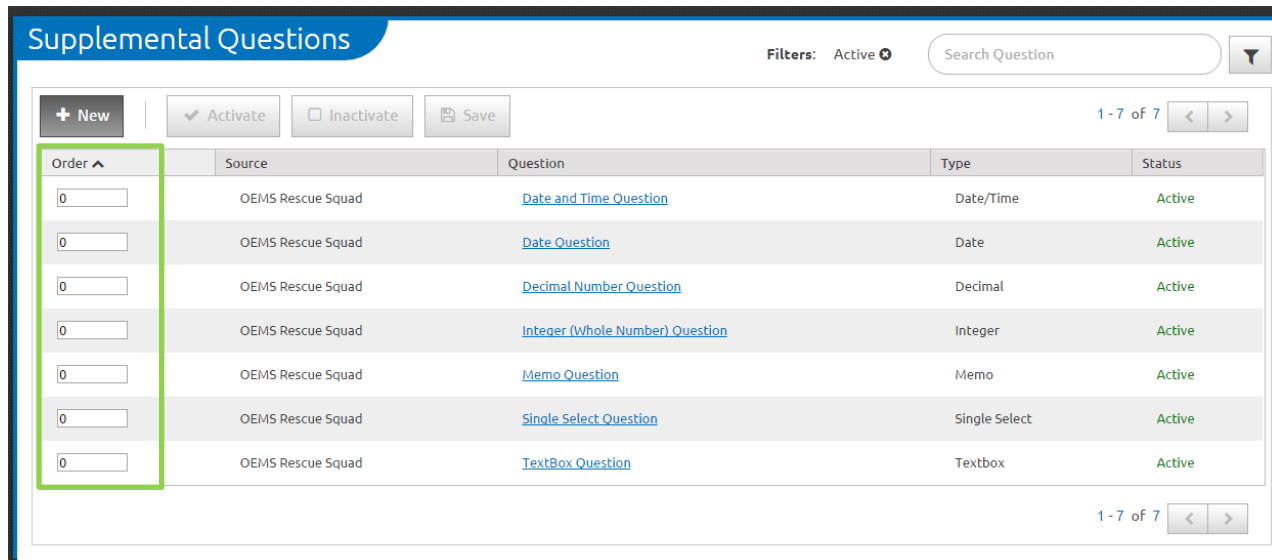 Supplemental Questions
Filters: Active Search Question
New Activate Inactivate Save 1 - 7 of 7
Order Source Question Type Status
0 OEMS Rescue Squad Date and Time Question Date/Time Active
0 OEMS Rescue Squad Date Question Date Active
0 OEMS Rescue Squad Decimal Number Question Decimal Active
0 OEMS Rescue Squad Integer (Whole Number) Question Integer Active
0 OEMS Rescue Squad Memo Question Memo Active
0 OEMS Rescue Squad Single Select Question Single Select Active
0 OEMS Rescue Squad TextBox Question Textbox Active
1 - 7 of 7